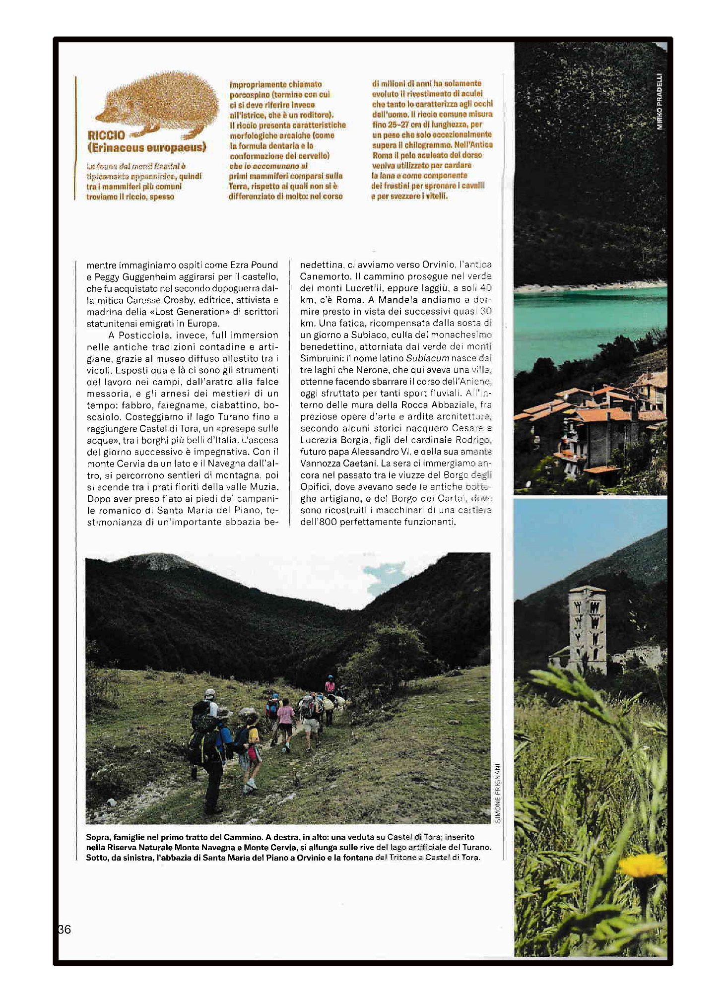 RICCIO
(Erinaceus europaeus)
La fauna dei monti Reatini è
tipicamente appenninica, quindi
tra i mammiferi più comuni
troviamo il riccio, spesso
impropriamente chiamato
porcospino (termine con cui
ci si deve riferire invece
all'istrice, che è un roditore).
Il riccio presenta caratteristiche
morfologiche arcaiche (come
la formula dentaria e la
conformazione del cervello)
che lo accomunano ai
primi mammiferi comparsi sulla
Terra, rispetto ai quali non si è
differenziato di molto: nel corso
di milioni di anni ha solamente
evoluto il rivestimento di aculei
che tanto lo caratterizza agli occhi
dell'uomo. Il riccio comune misura
fino 25-27 cm di lunghezza, per
un peso che solo eccezionalmente
supera il chilogrammo. Nell'Antica
Roma il pelo aculeato del dorso
veniva utilizzato per cardare
la lana e come componente
dei frustini per spronare i cavalli
e per svezzare i vitelli.
MIRKO PRADELLI
mentre immaginiamo ospiti come Ezra Pound
e Peggy Guggenheim aggirarsi per il castello,
che fu acquistato nel secondo dopoguerra dal-
la mitica Caresse Crosby, editrice, attivista e
madrina della «Lost Generation» di scrittori
statunitensi emigrati in Europa.
A Posticciola, invece, full immersion
nelle antiche tradizioni contadine e arti-
giane, grazie al museo diffuso allestito tra i
vicoli. Esposti qua e là ci sono gli strumenti
del lavoro nei campi, dall'aratro alla falce
messoria, e gli arnesi dei mestieri di un
tempo: fabbro, falegname, ciabattino, bo-
scaiolo. Costeggiamo il lago Turano fino a
raggiungere Castel di Tora, un «presepe sulle
acque», tra i borghi più belli d'Italia. L'ascesa
del giorno successivo è impegnativa. Con il
monte Cervia da un lato e il Navegna dall'al-
tro, si percorrono sentieri di montagna, poi
si scende tra i prati fioriti della valle Muzia.
Dopo aver preso fiato ai piedi del campani-
le romanico di Santa Maria del Piano, te-
stimonianza di un'importante abbazia be-
nedettina, ci avviamo verso Orvinio, l'antica
Canemorto. Il cammino prosegue nel verde
dei monti Lucretili, eppure laggiù, a soli 40
km, c'è Roma. A Mandela andiamo a dor-
mire presto in vista dei successivi quasi 30
km. Una fatica, ricompensata dalla sosta di
un giorno a Subiaco, culla del monachesimo
benedettino, attorniata dal verde dei monti
Simbruini: il nome latino Sublacum nasce dai
tre laghi che Nerone, che qui aveva una villa,
ottenne facendo sbarrare il corso dell'Aniene,
oggi sfruttato per tanti sport fluviali. All'in-
terno delle mura della Rocca Abbaziale, fra
preziose opere d'arte e ardite architetture,
secondo alcuni storici nacquero Cesare e
Lucrezia Borgia, figli del cardinale Rodrigo,
futuro papa Alessandro VI, e della sua amante
Vannozza Caetani. La sera ci immergiamo an-
cora nel passato tra le viuzze del Borgo degli
Opifici, dove avevano sede le antiche botte-
ghe artigiane, e del Borgo dei Cartai, dove
sono ricostruiti i macchinari di una cartiera
dell'800 perfettamente funzionanti.
SIMONE FRIGNANI
Sopra, famiglie nel primo tratto del Cammino. A destra, in alto: una veduta su Castel di Tora; inserito
nella Riserva Naturale Monte Navegna e Monte Cervia, si allunga sulle rive del lago artificiale del Turano.
Sotto, da sinistra, l'abbazia di Santa Maria del Piano a Orvinio e la fontana del Tritone a Castel di Tora.
36